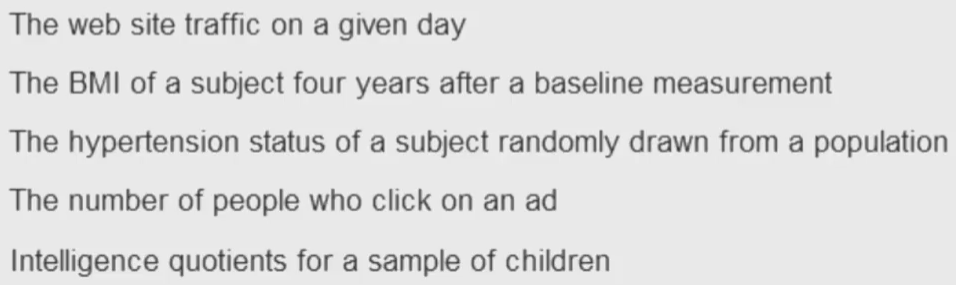 The web site traffic on a given day
The BMI of a subject four years after a baseline measurement
The hypertension status of a subject randomly drawn from a population
The number of people who click on an ad
Intelligence quotients for a sample of children